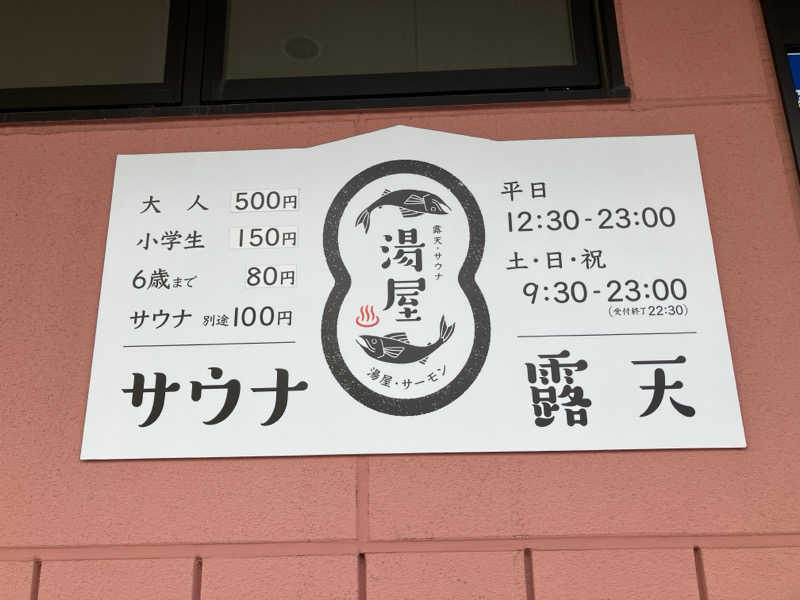 大人 500円
小学生 150円
6歳まで 80円
サウナ 別途100円
サウナ
露天・サウナ
湯屋
湯屋・サーモン
平日
12:30-23:00
土・日・祝
9:30-23:00
(受付終了22:30)
露天